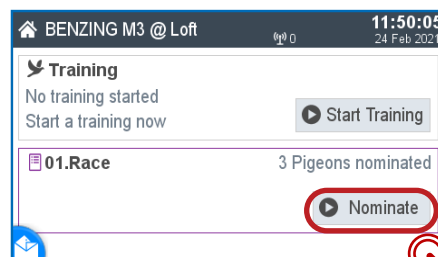 BENZING M3 @ Loft
0
11:50:05
24 Feb 2021
Training
No training started
Start a training now
Start Training
01.Race
3 Pigeons nominated
Nominate